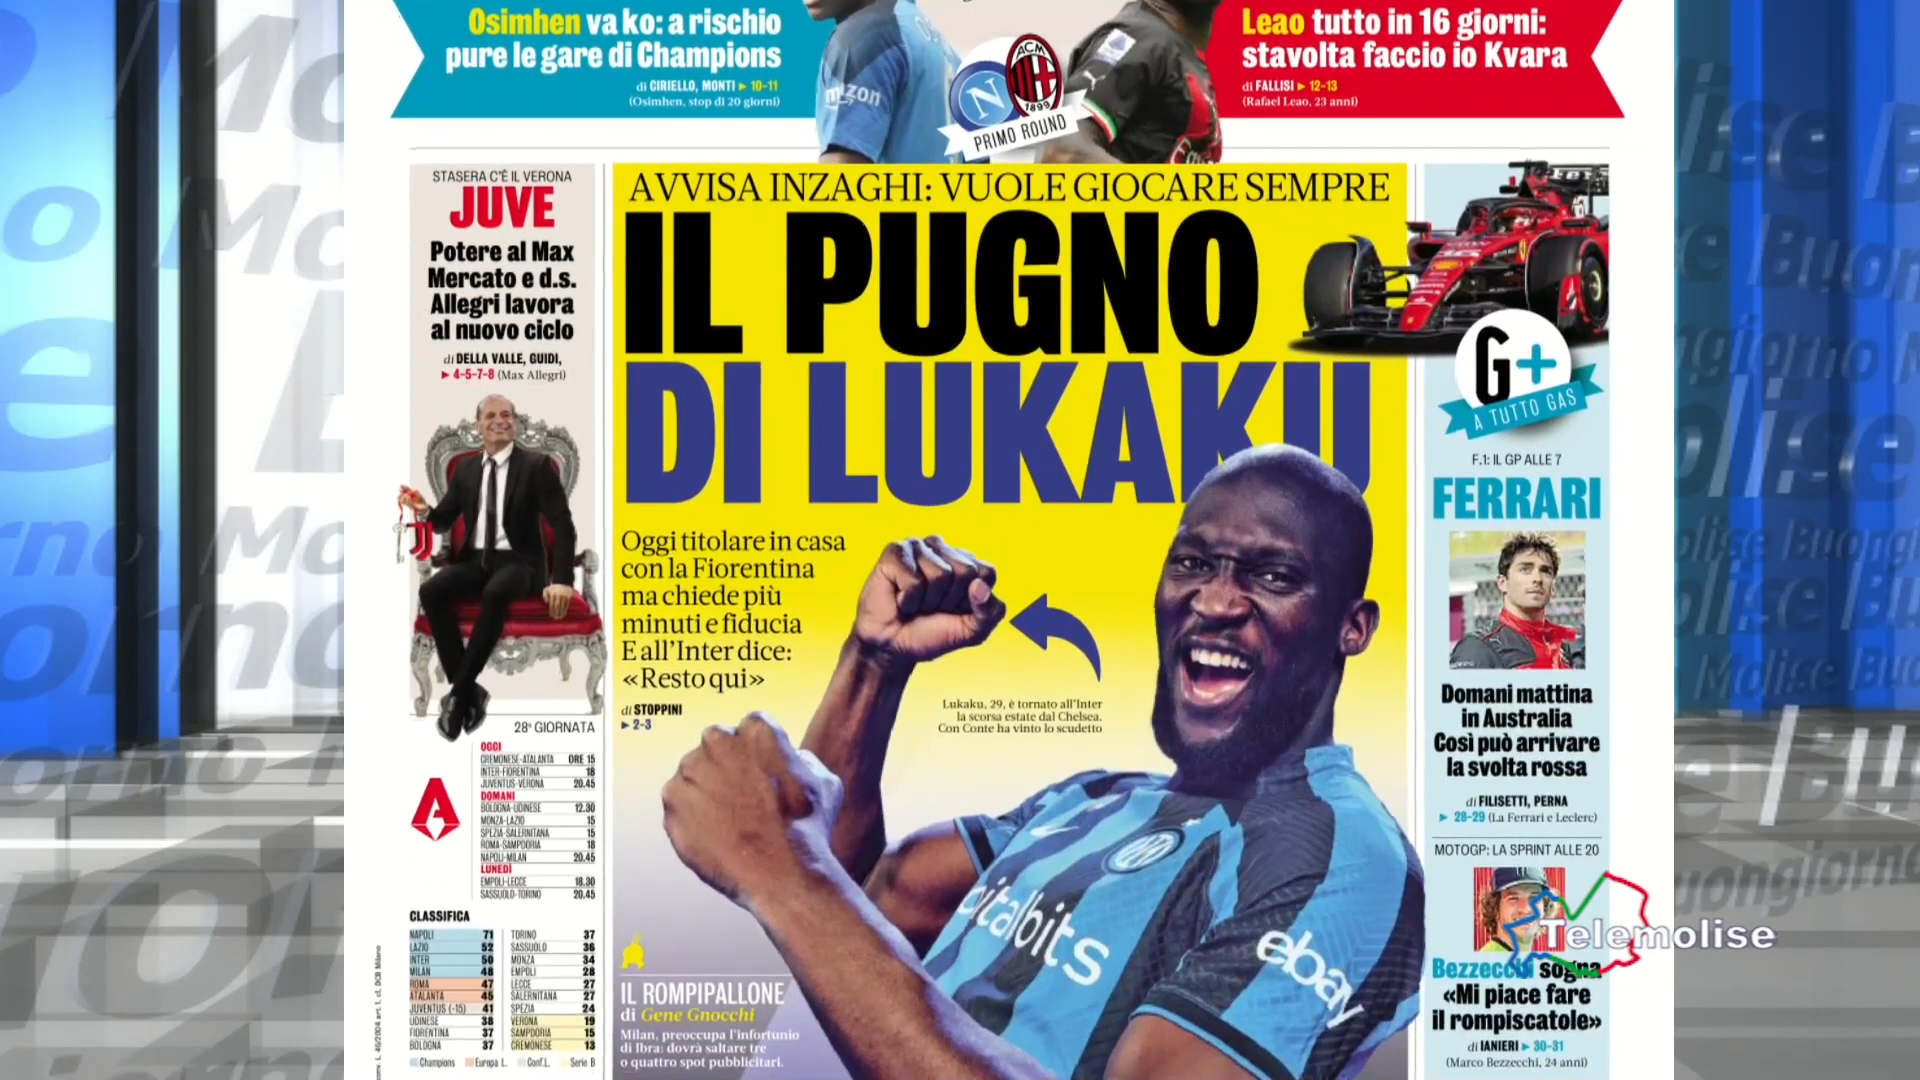 Osimhen va ko: a rischio
pure le gare di Champions
di CIRIELLO, MONTI ▶ 10-11
(Osimhen, stop di 20 giorni)
Leao tutto in 16 giorni:
stavolta faccio io Kvara
di FALLISI ▶ 12-13
(Rafael Leao, 23 anni)
N
ACM
1899
PRIMO ROUND
STASERA C'È IL VERONA
JUVE
Potere al Max
Mercato e d.s.
Allegri lavora
al nuovo ciclo
di DELLA VALLE, GUIDI,
▶ 4-5-7-8 (Max Allegri)
28ª GIORNATA
OGGI
CREMONESE-ATALANTA ORE 15
INTER-FIORENTINA 18
JUVENTUS-VERONA 20.45
DOMANI
BOLOGNA-UDINESE 12.30
MONZA-LAZIO 15
SPEZIA-SALERNITANA 15
ROMA-SAMPDORIA 18
NAPOLI-MILAN 20.45
LUNEDÌ
EMPOLI-LECCE 18.30
SASSUOLO-TORINO 20.45
CLASSIFICA
NAPOLI 71
LAZIO 52
INTER 50
MILAN 48
ROMA 47
ATALANTA 45
JUVENTUS (-15) 41
UDINESE 38
FIORENTINA 37
BOLOGNA 37
TORINO 37
SASSUOLO 36
MONZA 34
EMPOLI 28
LECCE 27
SALERNITANA 27
SPEZIA 24
VERONA 19
SAMPDORIA 15
CREMONESE 13
Champions Europa L. Conf.L. Serie B
AVVISA INZAGHI: VUOLE GIOCARE SEMPRE
IL PUGNO
DI LUKAKU
Oggi titolare in casa
con la Fiorentina
ma chiede più
minuti e fiducia
E all'Inter dice:
«Resto qui»
di STOPPINI
▶ 2-3
Lukaku, 29, è tornato all'Inter
la scorsa estate dal Chelsea.
Con Conte ha vinto lo scudetto
ebay
IL ROMPIPALLONE
di Gene Gnocchi
Milan, preoccupa l'infortunio
di Ibra: dovrà saltare tre
o quattro spot pubblicitari.
G+
A TUTTO GAS
F.1: IL GP ALLE 7
FERRARI
Domani mattina
in Australia
Così può arrivare
la svolta rossa
di FILISETTI, PERNA
▶ 28-29 (La Ferrari e Leclerc)
MOTOGP: LA SPRINT ALLE 20
Telemolise
Bezzecchi sogna
«Mi piace fare
il rompiscatole»
di IANIERI ▶ 30-31
(Marco Bezzecchi, 24 anni)